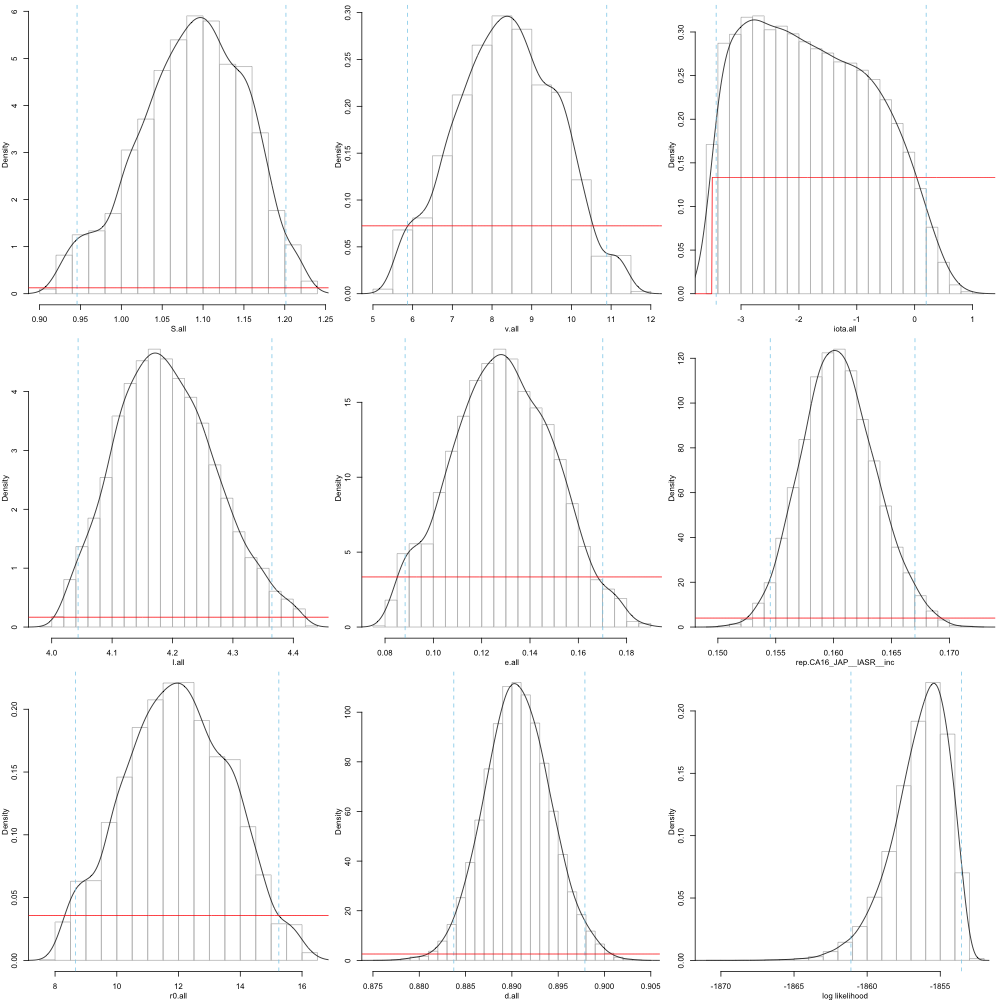 0.00 0.05 0.10 0.15 0.20 0.25 0.30
0 1 2 3 4 5 6
Density
0.90 0.95 1.00 1.05 1.10 1.15 1.20 1.25
S.all
Density
5 6 7 8 9 10 11 12
v.all
0.00 0.05 0.10 0.15 0.20 0.25 0.30
Density
-3 -2 -1 0 1
iota.all
0 1 2 3 4
Density
4.0 4.1 4.2 4.3 4.4
l.all
0 5 10 15
Density
0.08 0.10 0.12 0.14 0.16 0.18
e.all
0 20 40 60 80 100 120
Density
0.150 0.155 0.160 0.165 0.170
rep.CA16_JAP__IASR__inc
0.00 0.05 0.10 0.15 0.20
Density
8 10 12 14 16
r0.all
0 20 40 60 80 100
Density
0.875 0.880 0.885 0.890 0.895 0.900 0.905
d.all
0.00 0.05 0.10 0.15 0.20
Density
-1870 -1865 -1860 -1855
log likelihood